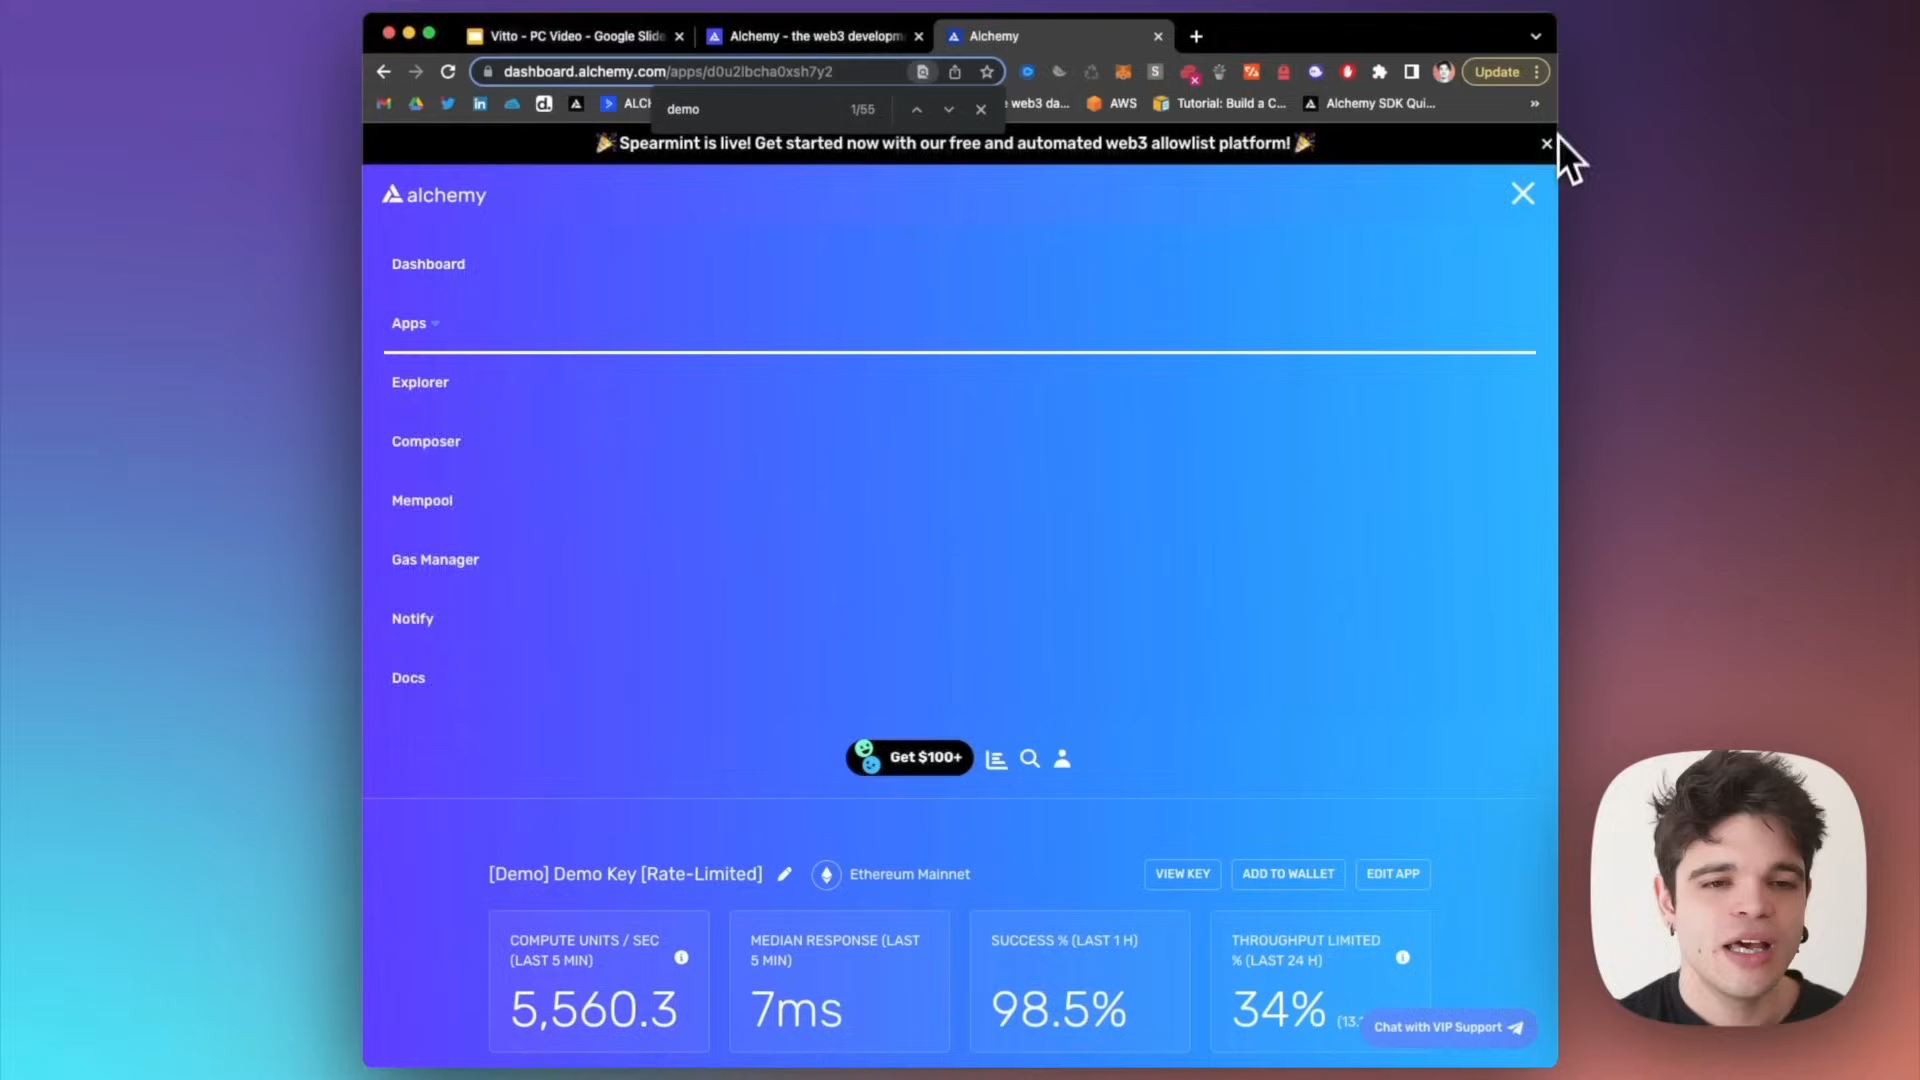 Vitto - PC Video - Google Slide
Alchemy - the web3 developm
Alchemy
dashboard.alchemy.com/apps/d0u2lbcha0xsh7y2
Update
ALCH
demo
1/55
web3 da...
AWS
Tutorial: Build a C...
Alchemy SDK Qui...
Spearmint is live! Get started now with our free and automated web3 allowlist platform!
alchemy
Dashboard
Apps
Explorer
Composer
Mempool
Gas Manager
Notify
Docs
Get $100+
[Demo] Demo Key [Rate-Limited]
Ethereum Mainnet
VIEW KEY
ADD TO WALLET
EDIT APP
COMPUTE UNITS / SEC
(LAST 5 MIN)
5,560.3
MEDIAN RESPONSE (LAST
5 MIN)
7ms
SUCCESS % (LAST 1 H)
98.5%
THROUGHPUT LIMITED
% (LAST 24 H)
34%
Chat with VIP Support